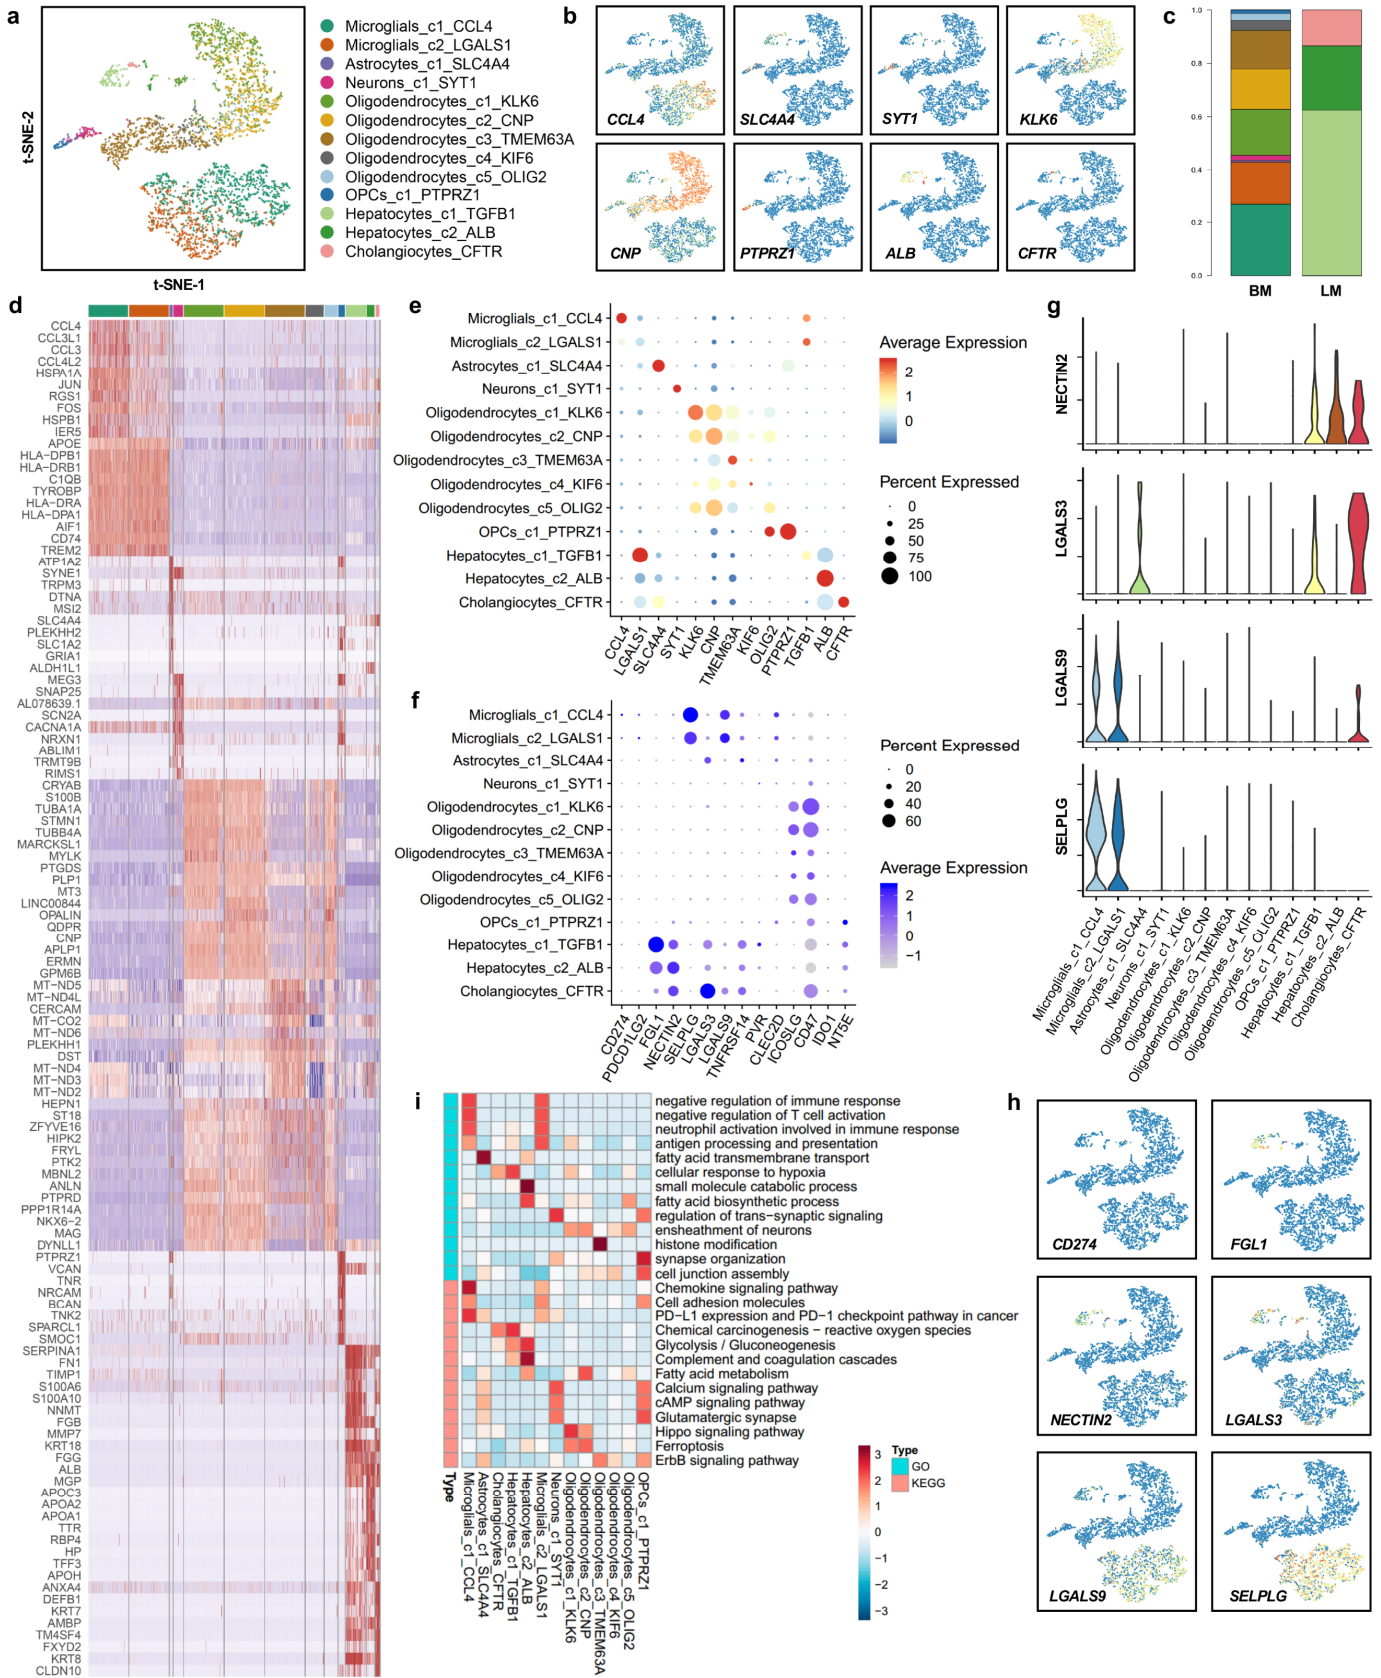 a
t-SNE-2
t-SNE-1
Microglials_c1_CCL4
Microglials_c2_LGALS1
Astrocytes_c1_SLC4A4
Neurons_c1_SYT1
Oligodendrocytes_c1_KLK6
Oligodendrocytes_c2_CNP
Oligodendrocytes_c3_TMEM63A
Oligodendrocytes_c4_KIF6
Oligodendrocytes_c5_OLIG2
OPCs_c1_PTPRZ1
Hepatocytes_c1_TGFB1
Hepatocytes_c2_ALB
Cholangiocytes_CFTR
b
CCL4
SLC4A4
SYT1
KLK6
CNP
PTPRZ1
ALB
CFTR
c
1.0
0.8
0.6
0.4
0.2
0.0
BM
LM
d
CCL4
CCL3L1
CCL3
CCL4L2
HSPA1A
JUN
RGS1
FOS
HSPB1
IER5
APOE
HLA−DPB1
HLA−DRB1
C1QB
TYROBP
HLA−DRA
HLA−DPA1
AIF1
CD74
TREM2
ATP1A2
SYNE1
TRPM3
DTNA
MSI2
SLC4A4
PLEKHH2
SLC1A2
GRIA1
ALDH1L1
MEG3
SNAP25
AL078639.1
SCN2A
CACNA1A
NRXN1
ABLIM1
TRMT9B
RIMS1
CRYAB
S100B
TUBA1A
STMN1
TUBB4A
MARCKSL1
MYLK
PTGDS
PLP1
MT3
LINC00844
OPALIN
QDPR
CNP
APLP1
ERMN
GPM6B
MT−ND5
MT−ND4L
CERCAM
MT−CO2
MT−ND6
PLEKHH1
DST
MT−ND4
MT−ND3
MT−ND2
HEPN1
ST18
ZFYVE16
HIPK2
FRYL
PTK2
MBNL2
ANLN
PTPRD
PPP1R14A
NKX6−2
MAG
DYNLL1
PTPRZ1
VCAN
TNR
NRCAM
BCAN
TNK2
SPARCL1
SMOC1
SERPINA1
FN1
TIMP1
S100A6
S100A10
NNMT
FGB
MMP7
KRT18
FGG
ALB
MGP
APOC3
APOA2
APOA1
TTR
RBP4
HP
TFF3
APOH
ANXA4
DEFB1
KRT7
AMBP
TM4SF4
FXYD2
KRT8
CLDN10
e
Microglials_c1_CCL4
Microglials_c2_LGALS1
Astrocytes_c1_SLC4A4
Neurons_c1_SYT1
Oligodendrocytes_c1_KLK6
Oligodendrocytes_c2_CNP
Oligodendrocytes_c3_TMEM63A
Oligodendrocytes_c4_KIF6
Oligodendrocytes_c5_OLIG2
OPCs_c1_PTPRZ1
Hepatocytes_c1_TGFB1
Hepatocytes_c2_ALB
Cholangiocytes_CFTR
CCL4
LGALS1
SLC4A4
SYT1
KLK6
CNP
TMEM63A
KIF6
OLIG2
PTPRZ1
TGFB1
ALB
CFTR
Average Expression
2
1
0
Percent Expressed
0
25
50
75
100
f
Microglials_c1_CCL4
Microglials_c2_LGALS1
Astrocytes_c1_SLC4A4
Neurons_c1_SYT1
Oligodendrocytes_c1_KLK6
Oligodendrocytes_c2_CNP
Oligodendrocytes_c3_TMEM63A
Oligodendrocytes_c4_KIF6
Oligodendrocytes_c5_OLIG2
OPCs_c1_PTPRZ1
Hepatocytes_c1_TGFB1
Hepatocytes_c2_ALB
Cholangiocytes_CFTR
CD274
PDCD1LG2
FGL1
NECTIN2
SELPLG
LGALS3
LGALS9
TNFRSF14
PVR
CLEC2D
ICOSLG
CD47
IDO1
NT5E
Percent Expressed
0
20
40
60
Average Expression
2
1
0
−1
g
NECTIN2
LGALS3
LGALS9
SELPLG
Microglials_c1_CCL4
Microglials_c2_LGALS1
Astrocytes_c1_SLC4A4
Neurons_c1_SYT1
Oligodendrocytes_c1_KLK6
Oligodendrocytes_c2_CNP
Oligodendrocytes_c3_TMEM63A
Oligodendrocytes_c4_KIF6
Oligodendrocytes_c5_OLIG2
OPCs_c1_PTPRZ1
Hepatocytes_c1_TGFB1
Hepatocytes_c2_ALB
Cholangiocytes_CFTR
h
CD274
FGL1
NECTIN2
LGALS3
LGALS9
SELPLG
i
negative regulation of immune response
negative regulation of T cell activation
neutrophil activation involved in immune response
antigen processing and presentation
fatty acid transmembrane transport
cellular response to hypoxia
small molecule catabolic process
fatty acid biosynthetic process
regulation of trans−synaptic signaling
ensheathment of neurons
histone modification
synapse organization
cell junction assembly
Chemokine signaling pathway
Cell adhesion molecules
PD−L1 expression and PD−1 checkpoint pathway in cancer
Chemical carcinogenesis − reactive oxygen species
Glycolysis / Gluconeogenesis
Complement and coagulation cascades
Fatty acid metabolism
Calcium signaling pathway
cAMP signaling pathway
Glutamatergic synapse
Hippo signaling pathway
Ferroptosis
ErbB signaling pathway
Type
Microglials_c1_CCL4
Astrocytes_c1_SLC4A4
Cholangiocytes_CFTR
Hepatocytes_c1_TGFB1
Hepatocytes_c2_ALB
Microglials_c2_LGALS1
Neurons_c1_SYT1
Oligodendrocytes_c1_KLK6
Oligodendrocytes_c2_CNP
Oligodendrocytes_c3_TMEM63A
Oligodendrocytes_c4_KIF6
Oligodendrocytes_c5_OLIG2
OPCs_c1_PTPRZ1
3
2
1
0
−1
−2
−3
Type
GO
KEGG